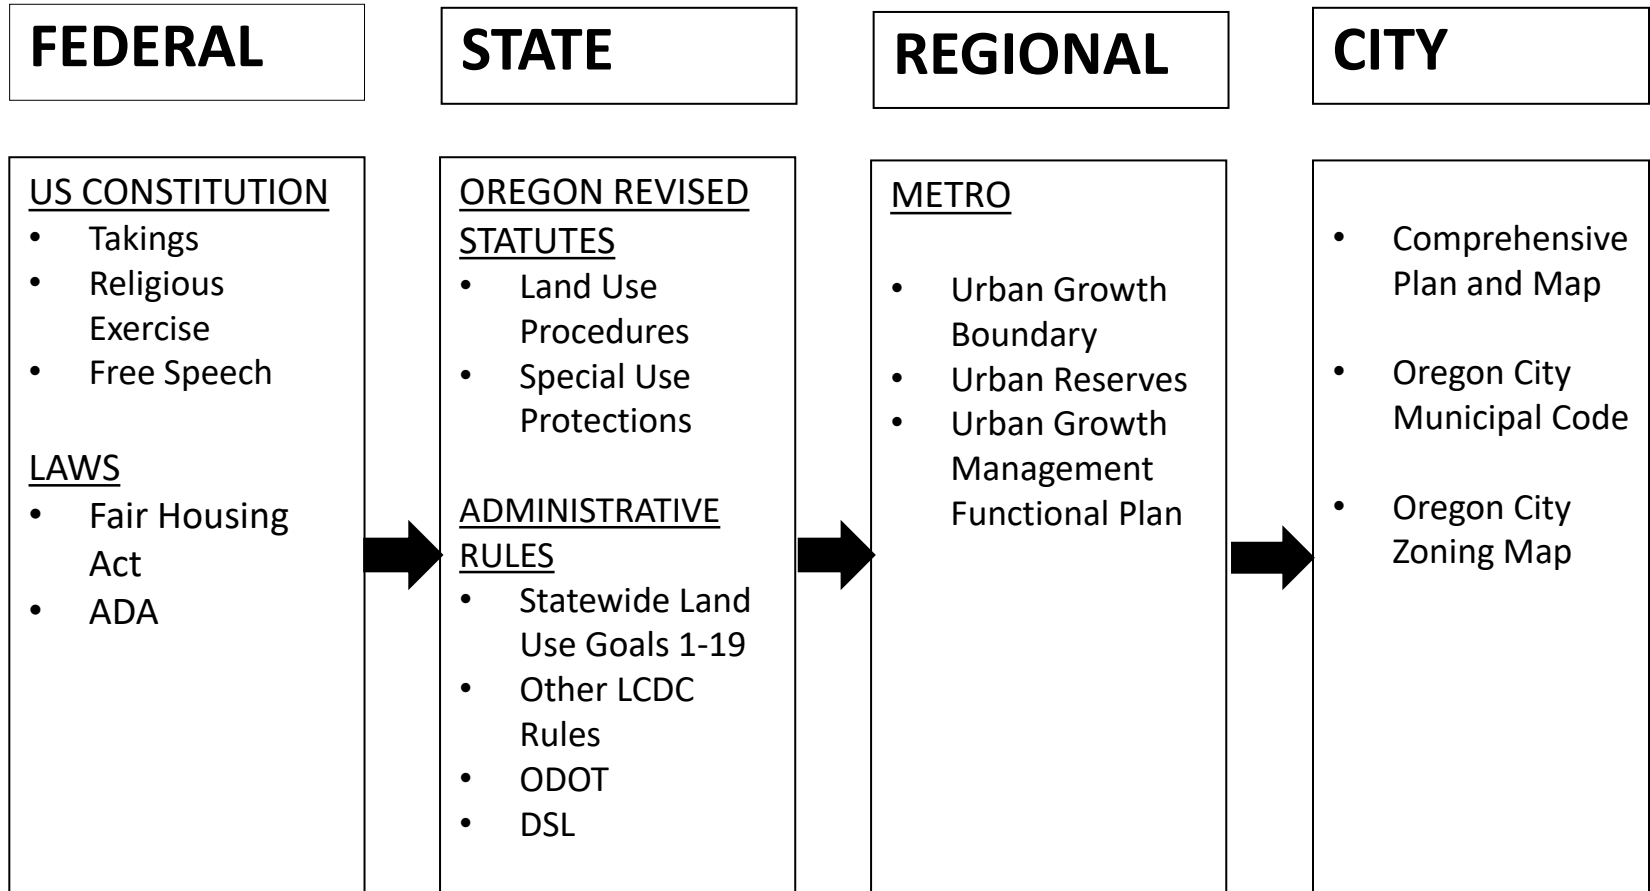 FEDERAL
US CONSTITUTION
• Takings
• Religious
Exercise
• Free Speech
LAWS
• Fair Housing
Act
• ADA
STATE
OREGON REVISED
STATUTES
• Land Use
Procedures
• Special Use
Protections
ADMINISTRATIVE
RULES
• Statewide Land
Use Goals 1-19
• Other LCDC
Rules
• ODOT
• DSL
REGIONAL
METRO
• Urban Growth
Boundary
• Urban Reserves
• Urban Growth
Management
Functional Plan
CITY
• Comprehensive
Plan and Map
• Oregon City
Municipal Code
• Oregon City
Zoning Map